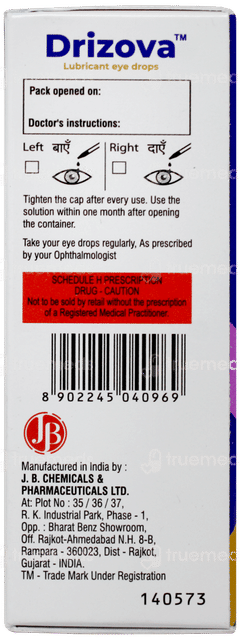 Drizova™
Lubricant eye drops
Pack opened on:
Doctor's instructions:
Left बाएँ Right दाएँ
Tighten the cap after every use. Use the
solution within one month after opening
the container.
Take your eye drops regularly, As prescribed
by your Ophthalmologist
SCHEDULE H PRESCRIPTION
DRUG - CAUTION
Not to be sold by retail without the prescription
of a Registered Medical Practitioner.
8 902245 040969
JB
Manufactured in India by :
J. B. CHEMICALS &
PHARMACEUTICALS LTD.
At: Plot No : 35 / 36 / 37,
R. K. Industrial Park, Phase - 1,
Opp. : Bharat Benz Showroom,
Off. Rajkot-Ahmedabad N.H. 8-B,
Rampara - 360023, Dist - Rajkot,
Gujarat - INDIA.
TM - Trade Mark Under Registration
140573
truemeds